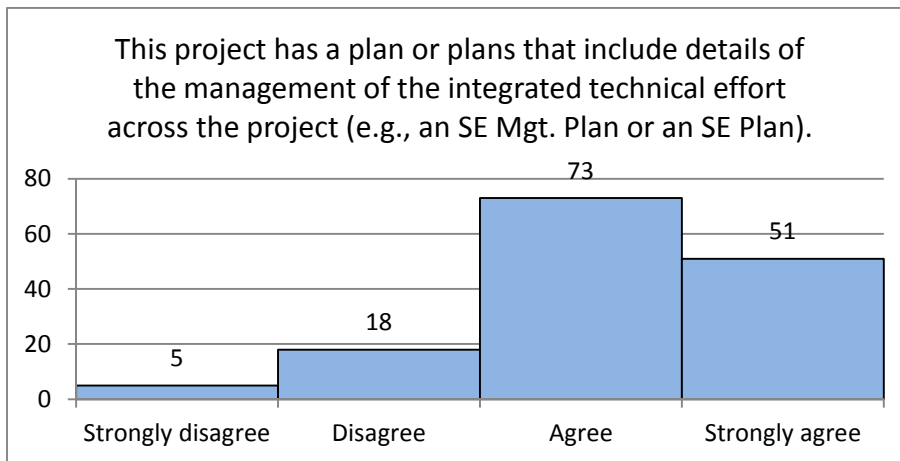 This project has a plan or plans that include details of
the management of the integrated technical effort
across the project (e.g., an SE Mgt. Plan or an SE Plan).
80
73
60
51
40
20
18
5
0
Strongly disagree Disagree Agree Strongly agree